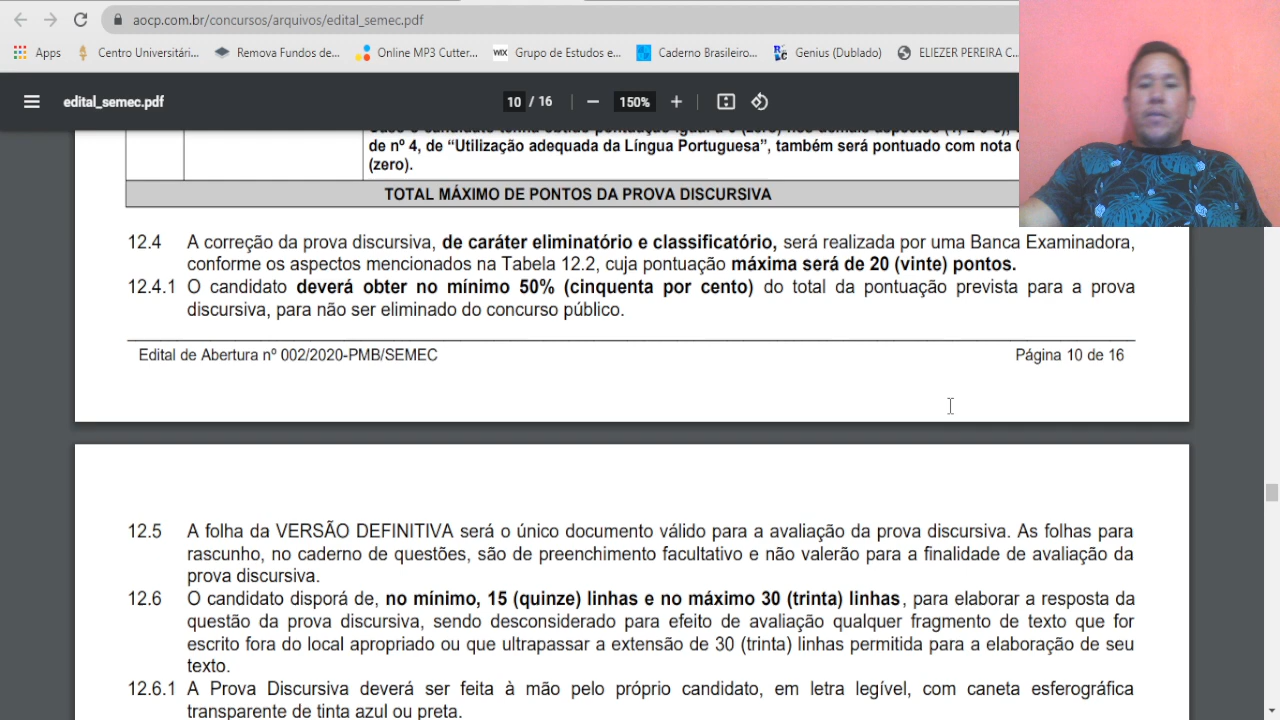 aocp.com.br/concursos/arquivos/edital_semec.pdf
Apps Centro Universitári... Remova Fundos de... Online MP3 Cutter... WIX Grupo de Estudos e... Caderno Brasileiro... Genius (Dublado) ELIEZER PEREIRA C...
edital_semec.pdf 10 / 16 150%
de nº 4, de “Utilização adequada da Língua Portuguesa”, também será pontuado com nota 0
(zero).
TOTAL MÁXIMO DE PONTOS DA PROVA DISCURSIVA
12.4 A correção da prova discursiva, de caráter eliminatório e classificatório, será realizada por uma Banca Examinadora,
conforme os aspectos mencionados na Tabela 12.2, cuja pontuação máxima será de 20 (vinte) pontos.
12.4.1 O candidato deverá obter no mínimo 50% (cinquenta por cento) do total da pontuação prevista para a prova
discursiva, para não ser eliminado do concurso público.
Edital de Abertura nº 002/2020-PMB/SEMEC Página 10 de 16
12.5 A folha da VERSÃO DEFINITIVA será o único documento válido para a avaliação da prova discursiva. As folhas para
rascunho, no caderno de questões, são de preenchimento facultativo e não valerão para a finalidade de avaliação da
prova discursiva.
12.6 O candidato disporá de, no mínimo, 15 (quinze) linhas e no máximo 30 (trinta) linhas, para elaborar a resposta da
questão da prova discursiva, sendo desconsiderado para efeito de avaliação qualquer fragmento de texto que for
escrito fora do local apropriado ou que ultrapassar a extensão de 30 (trinta) linhas permitida para a elaboração de seu
texto.
12.6.1 A Prova Discursiva deverá ser feita à mão pelo próprio candidato, em letra legível, com caneta esferográfica
transparente de tinta azul ou preta.